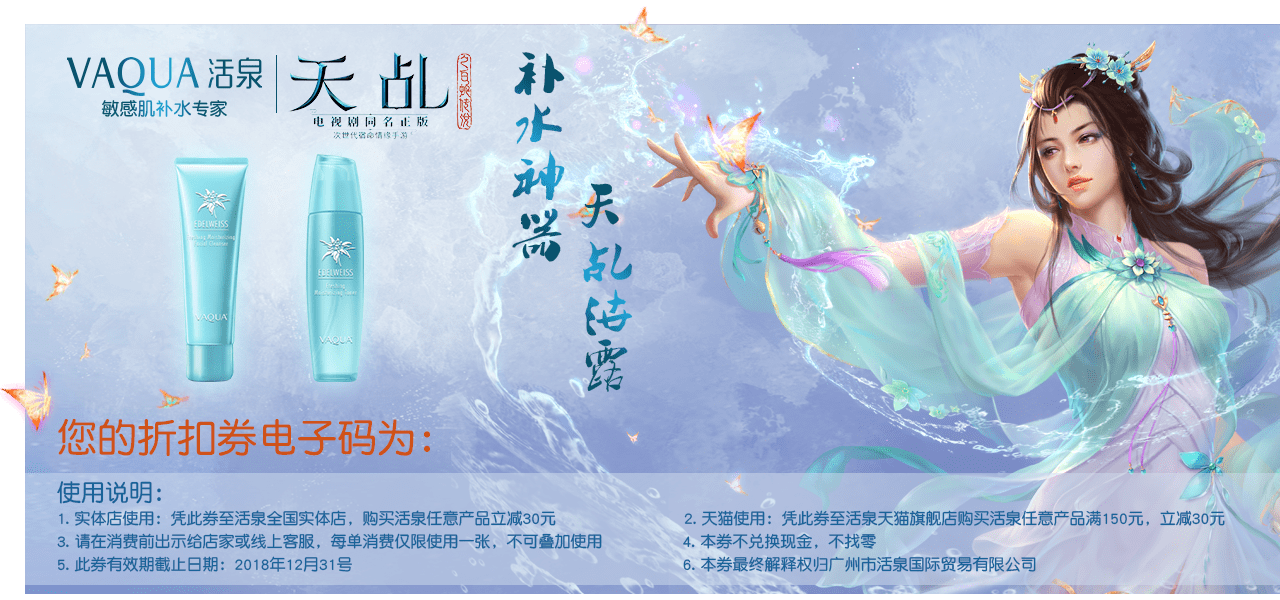 VAQUA 活泉
敏感肌补水专家
天乩
电视剧同名正版
次世代宿命情缘手游
补水神器
天乩洁露
EDELWEISS
VAQUA
EDELWEISS
VAQUA
您的折扣券电子码为：
使用说明：
1. 实体店使用：凭此券至活泉全国实体店，购买活泉任意产品立减30元
2. 天猫使用：凭此券至活泉天猫旗舰店购买活泉任意产品满150元，立减30元
3. 请在消费前出示给店家或线上客服，每单消费仅限使用一张，不可叠加使用
4. 本券不兑换现金，不找零
5. 此券有效期截止日期：2018年12月31号
6. 本券最终解释权归广州市活泉国际贸易有限公司